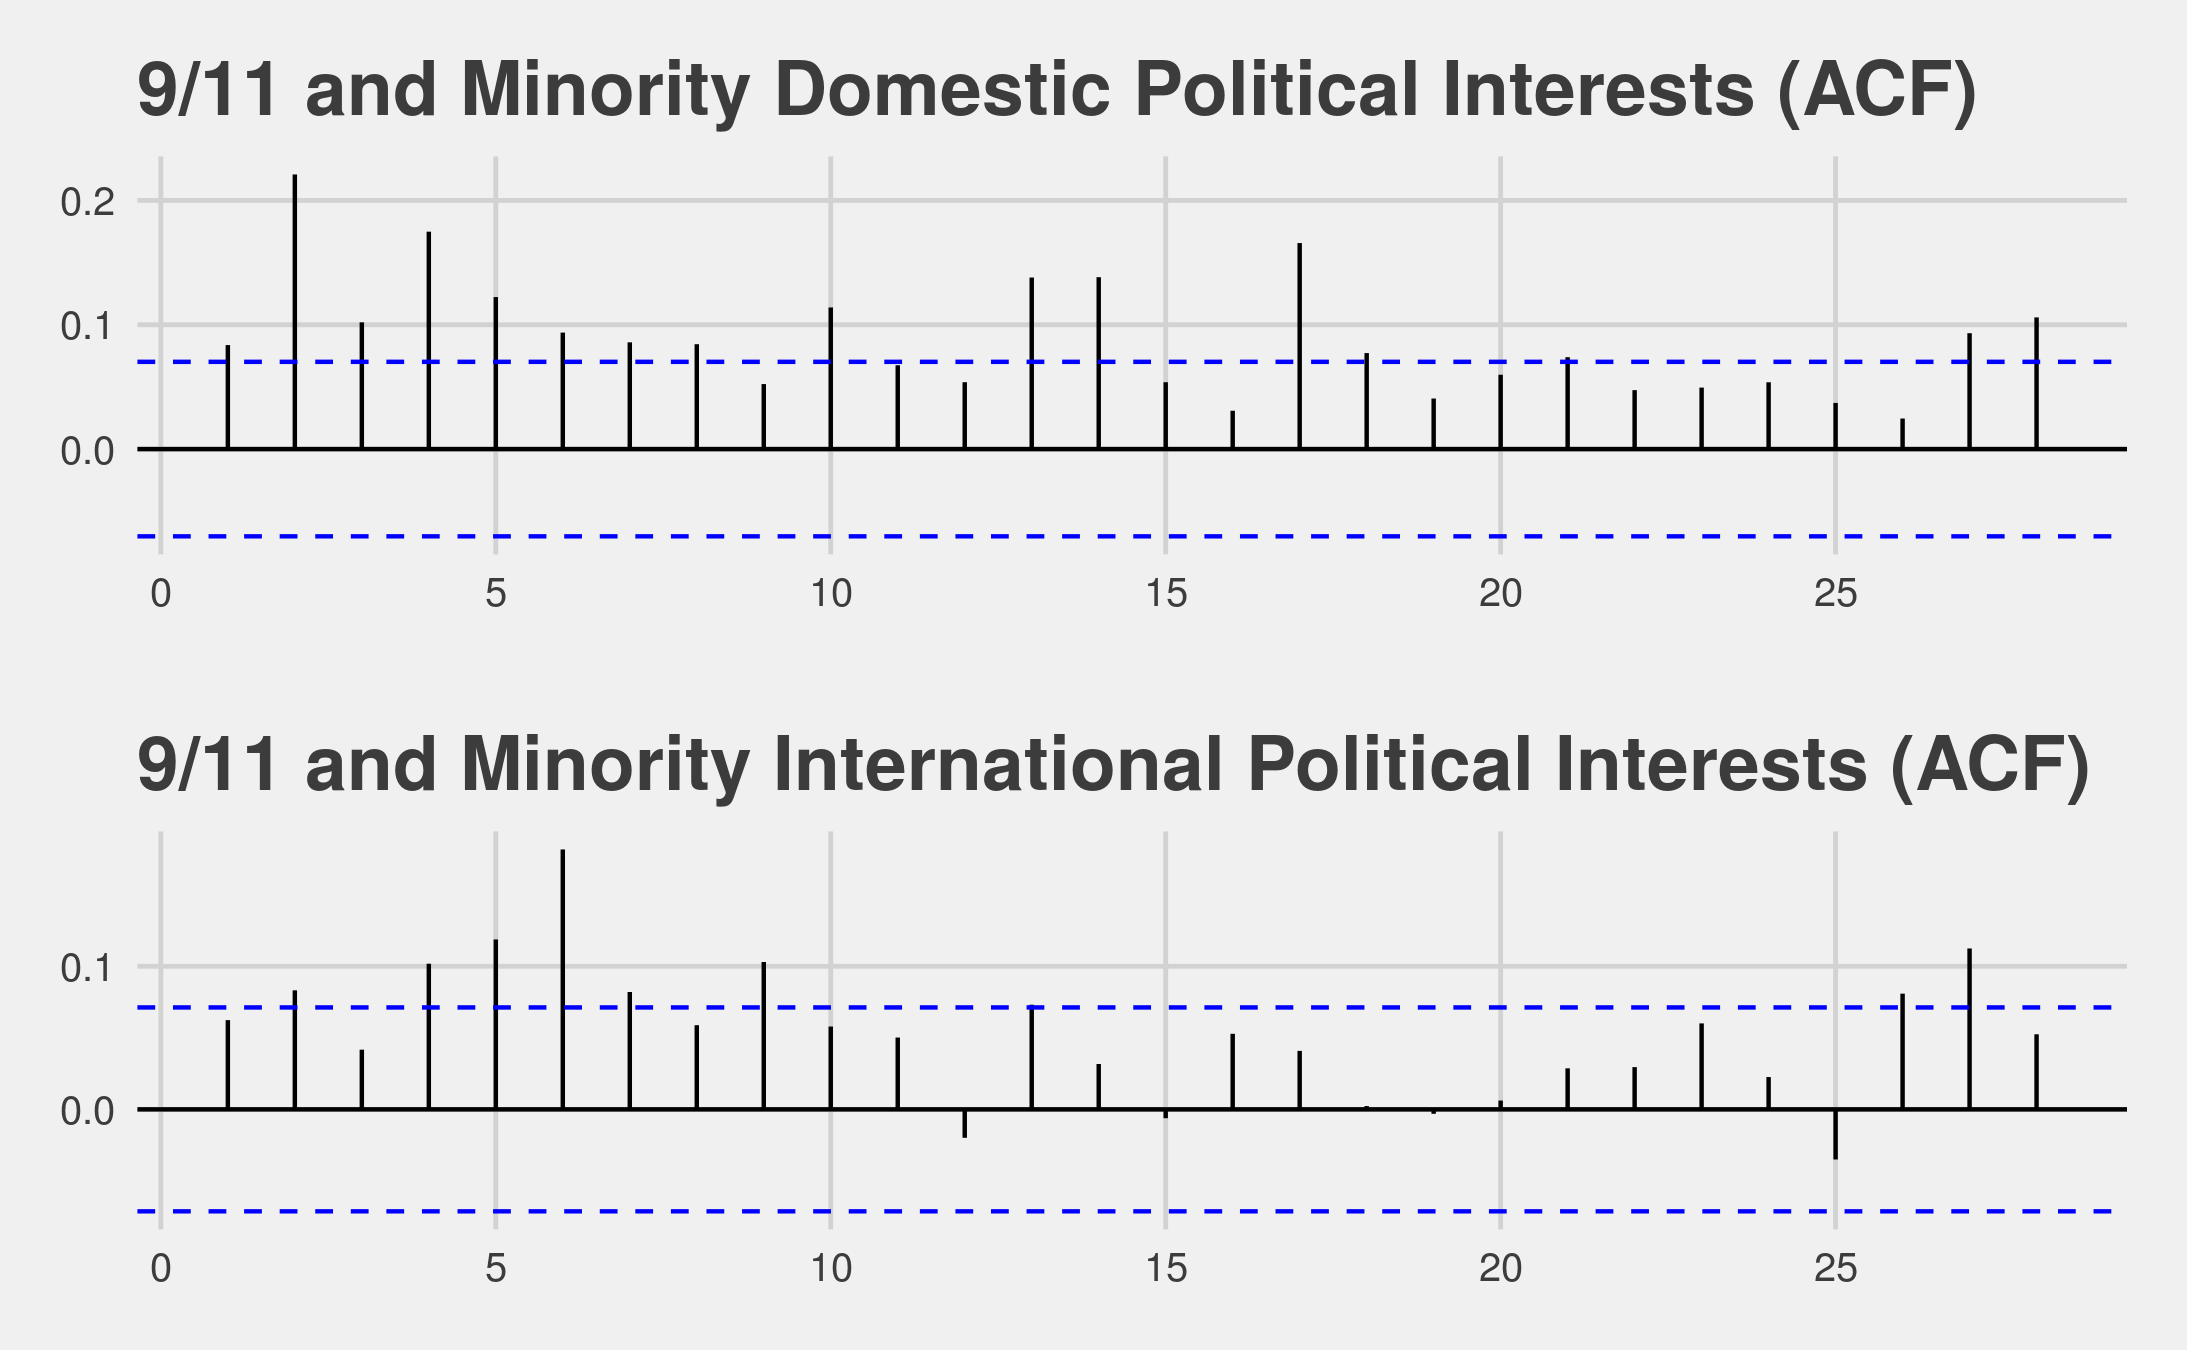 9/11 and Minority Domestic Political Interests (ACF)
0.2
0.1
0.0
0 5 10 15 20 25
9/11 and Minority International Political Interests (ACF)
0.1
0.0
0 5 10 15 20 25